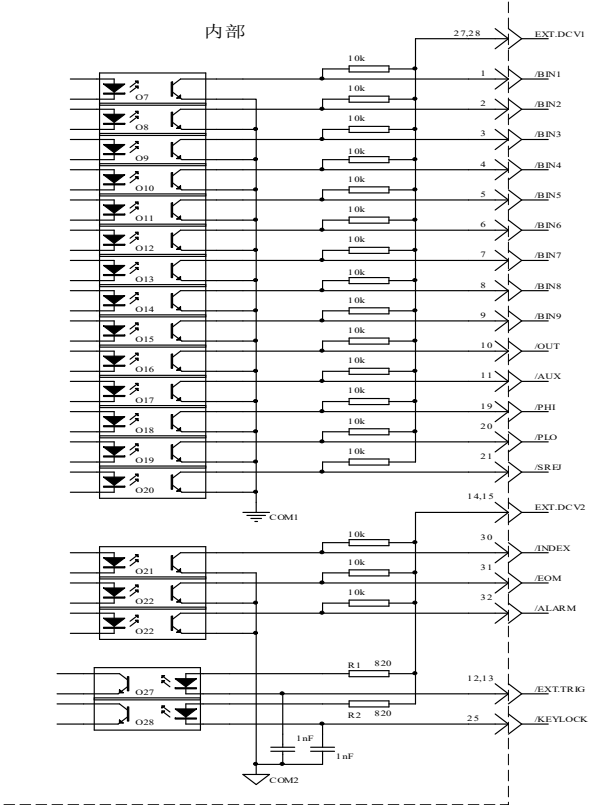 内部
27,28 EXT.DCV1
10k
1 /BIN1
O7
10k
2 /BIN2
O8
10k
3 /BIN3
O9
10k
4 /BIN4
O10
10k
5 /BIN5
O11
10k
6 /BIN6
O12
10k
7 /BIN7
O13
10k
8 /BIN8
O14
10k
9 /BIN9
O15
10k
10 /OUT
O16
10k
11 /AUX
O17
10k
19 /PHI
O18
10k
20 /PLO
O19
10k
21 /SREJ
O20
14,15 EXT.DCV2
COM1
10k
30 /INDEX
O21
10k
31 /EOM
O22
10k
32 /ALARM
O22
R1 820
12,13 /EXT.TRIG
O27
R2 820
25 /KEYLOCK
O28
1nF
1nF
COM2